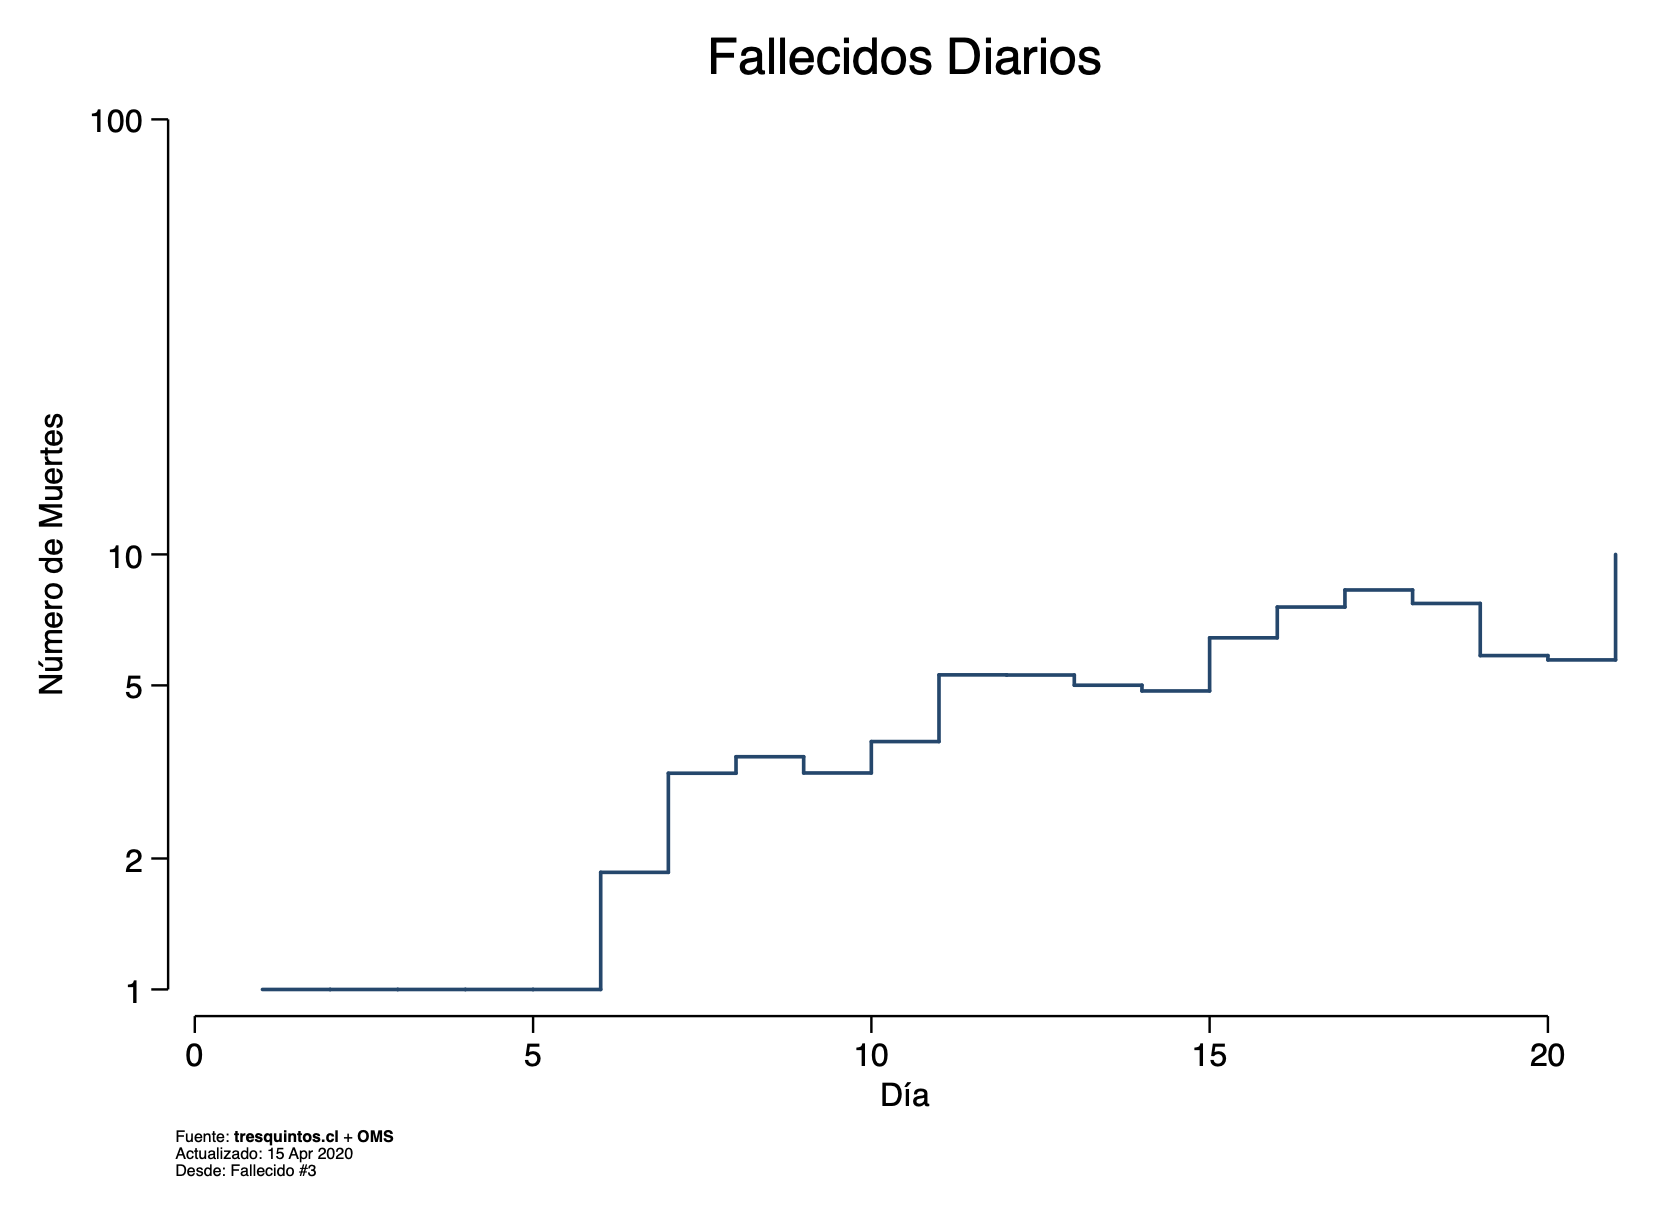 Fallecidos Diarios
100
10
5
2
1
Número de Muertes
0 5 10 15 20
Día
Fuente: tresquintos.cl + OMS
Actualizado: 15 Apr 2020
Desde: Fallecido #3